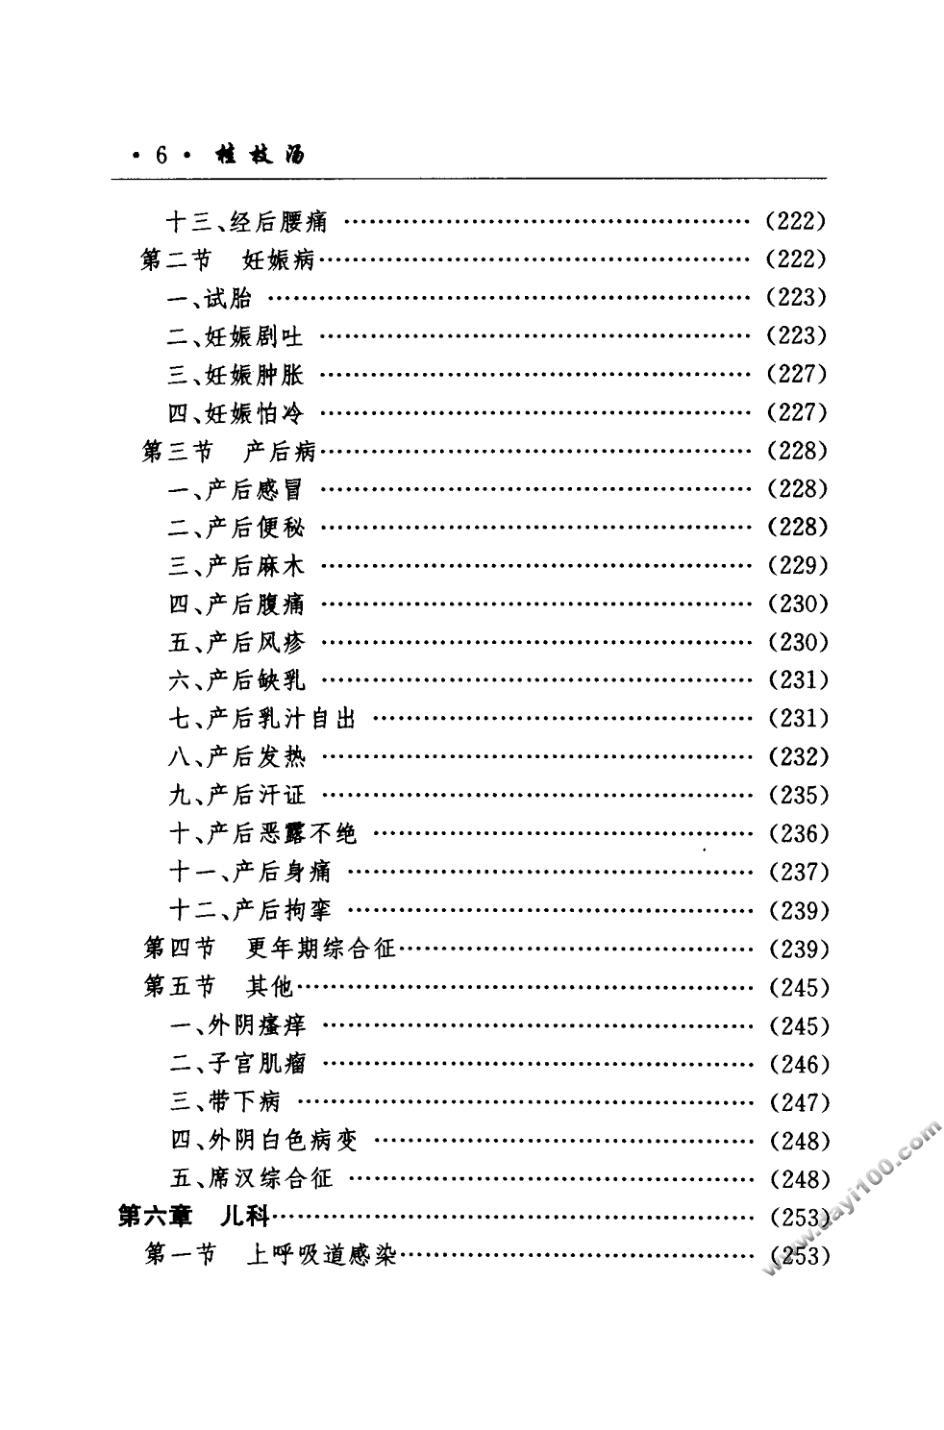 · 6 · 桂枝汤
十三、经后腰痛 ……………………………………… (222)
第二节 妊娠病……………………………………… (222)
一、试胎 ……………………………………… (223)
二、妊娠剧吐 ……………………………………… (223)
三、妊娠肿胀 ……………………………………… (227)
四、妊娠怕冷 ……………………………………… (227)
第三节 产后病……………………………………… (228)
一、产后感冒 ……………………………………… (228)
二、产后便秘 ……………………………………… (228)
三、产后麻木 ……………………………………… (229)
四、产后腹痛 ……………………………………… (230)
五、产后风疹 ……………………………………… (230)
六、产后缺乳 ……………………………………… (231)
七、产后乳汁自出 ……………………………………… (231)
八、产后发热 ……………………………………… (232)
九、产后汗证 ……………………………………… (235)
十、产后恶露不绝 ……………………………………… (236)
十一、产后身痛 ……………………………………… (237)
十二、产后拘挛 ……………………………………… (239)
第四节 更年期综合征……………………………………… (239)
第五节 其他……………………………………… (245)
一、外阴瘙痒 ……………………………………… (245)
二、子宫肌瘤 ……………………………………… (246)
三、带下病 ……………………………………… (247)
四、外阴白色病变 ……………………………………… (248)
五、席汉综合征 ……………………………………… (248)
第六章 儿科……………………………………… (253)
第一节 上呼吸道感染……………………………………… (253)
www.dayi100.com